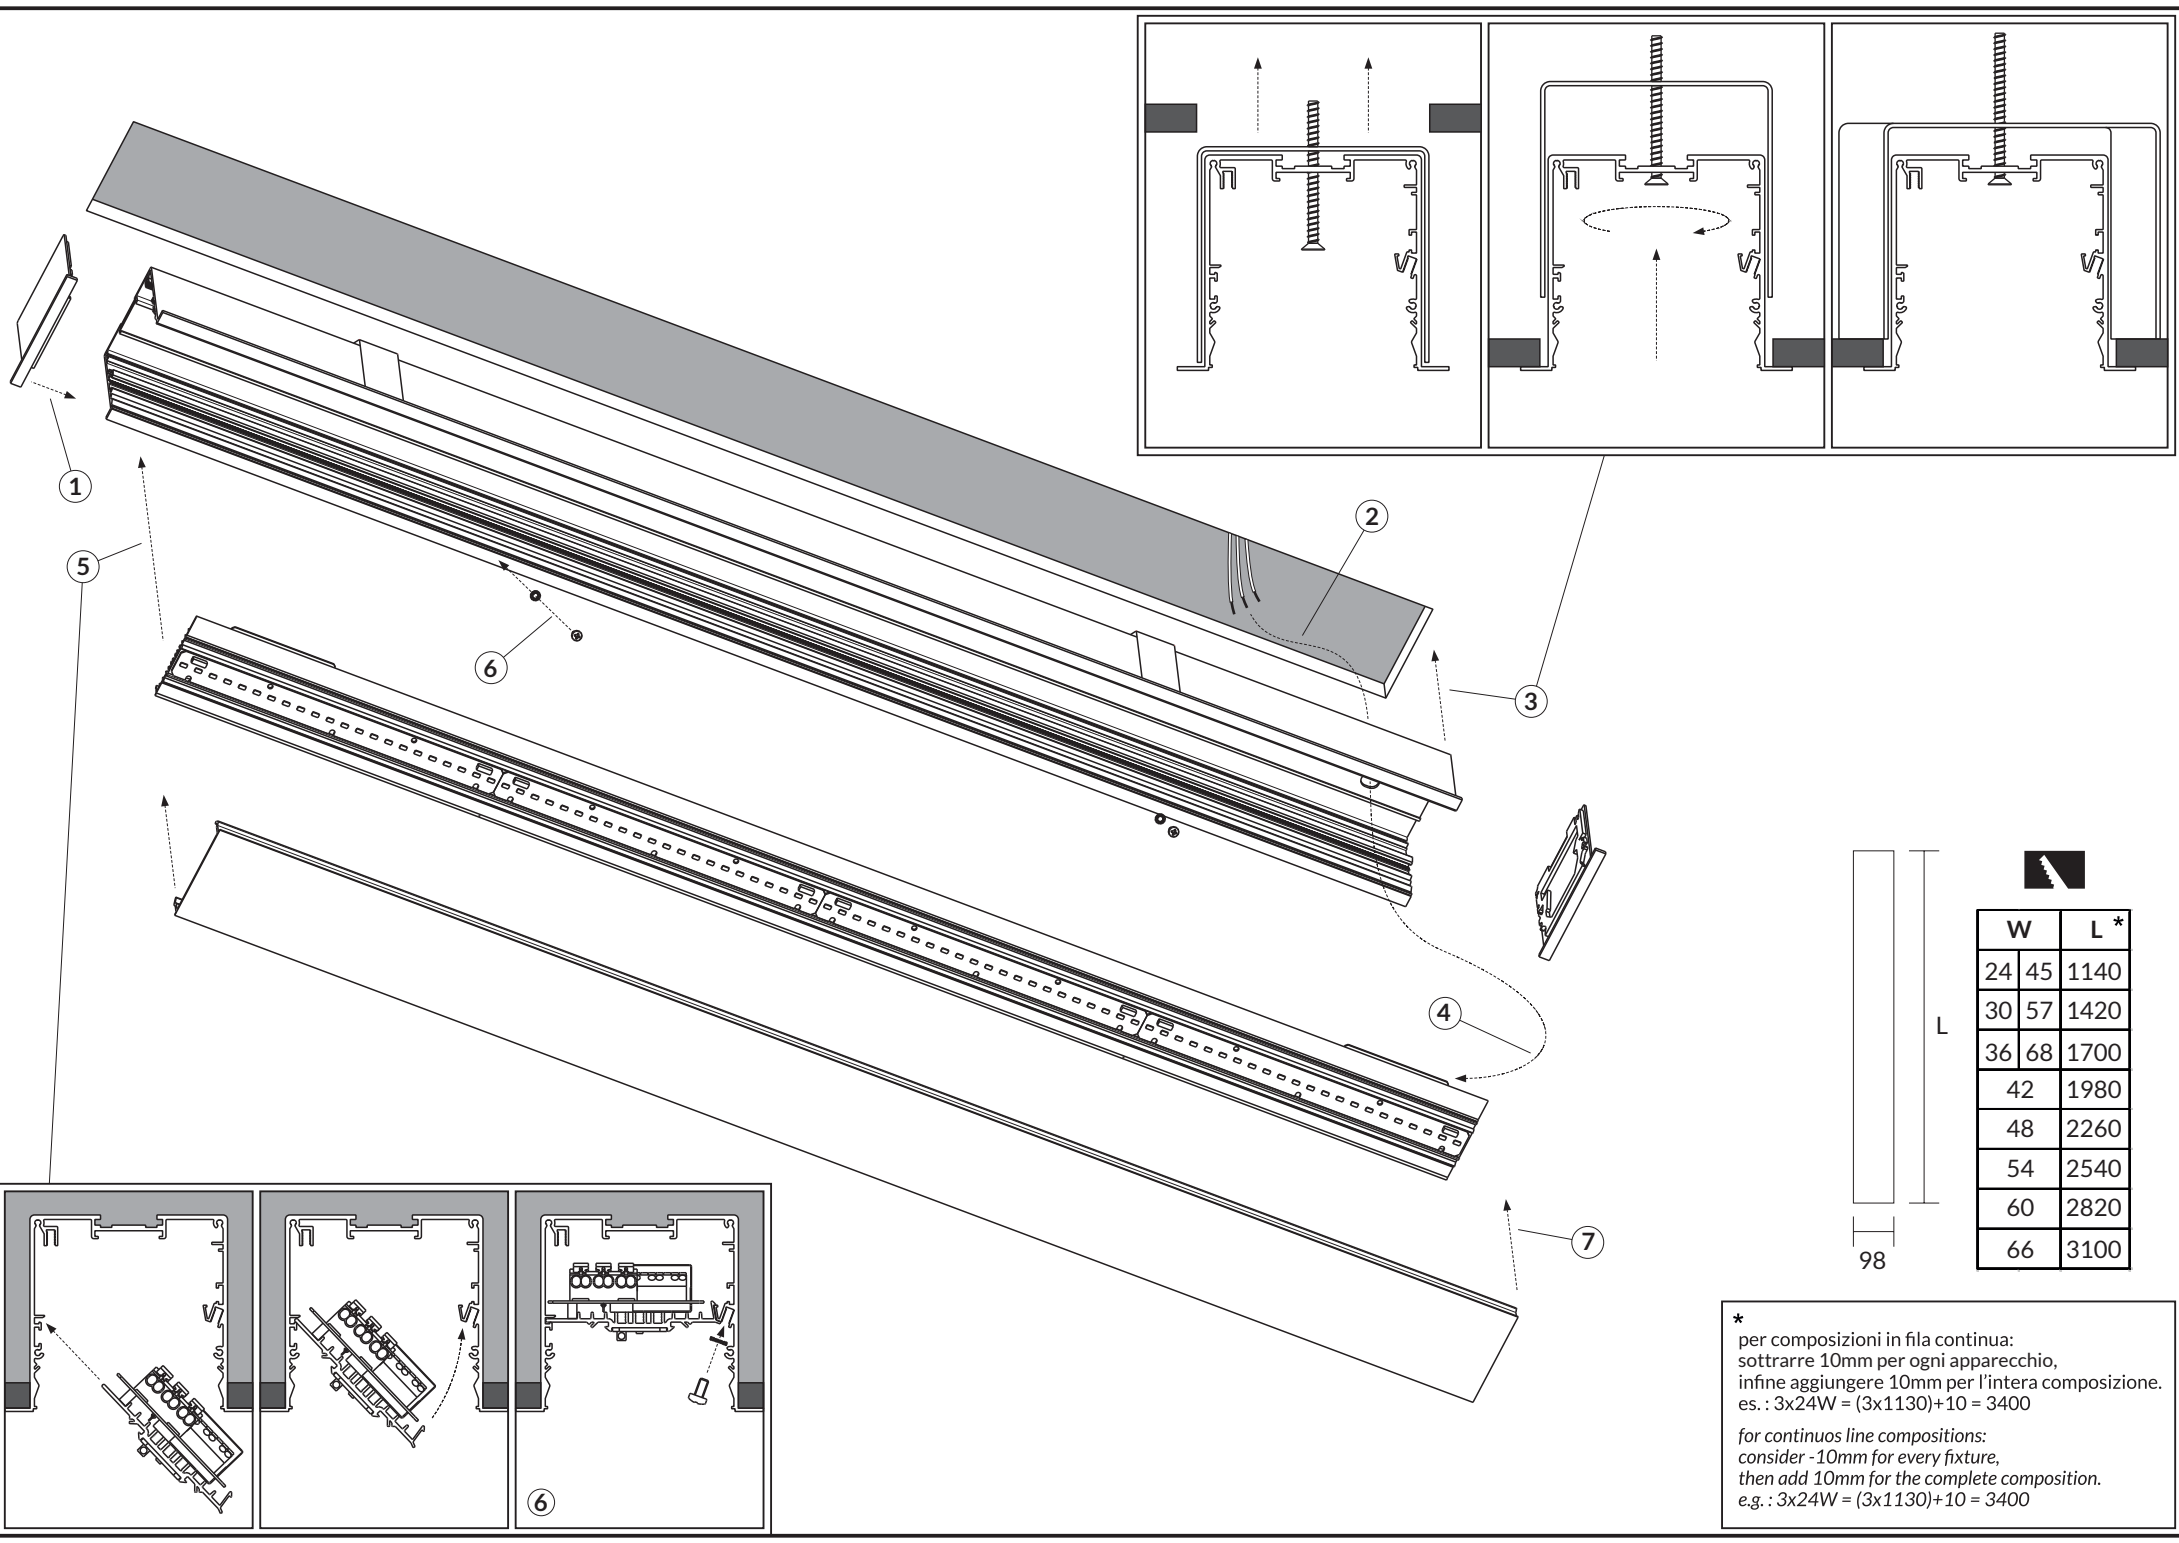 1
2
3
4
5
6
7
6
L
98
W L *
24 45 1140
30 57 1420
36 68 1700
42 1980
48 2260
54 2540
60 2820
66 3100
*
per composizioni in fila continua:
sottrarre 10mm per ogni apparecchio,
infine aggiungere 10mm per l'intera composizione.
es. : 3x24W = (3x1130)+10 = 3400
for continuos line compositions:
consider -10mm for every fixture,
then add 10mm for the complete composition.
e.g. : 3x24W = (3x1130)+10 = 3400